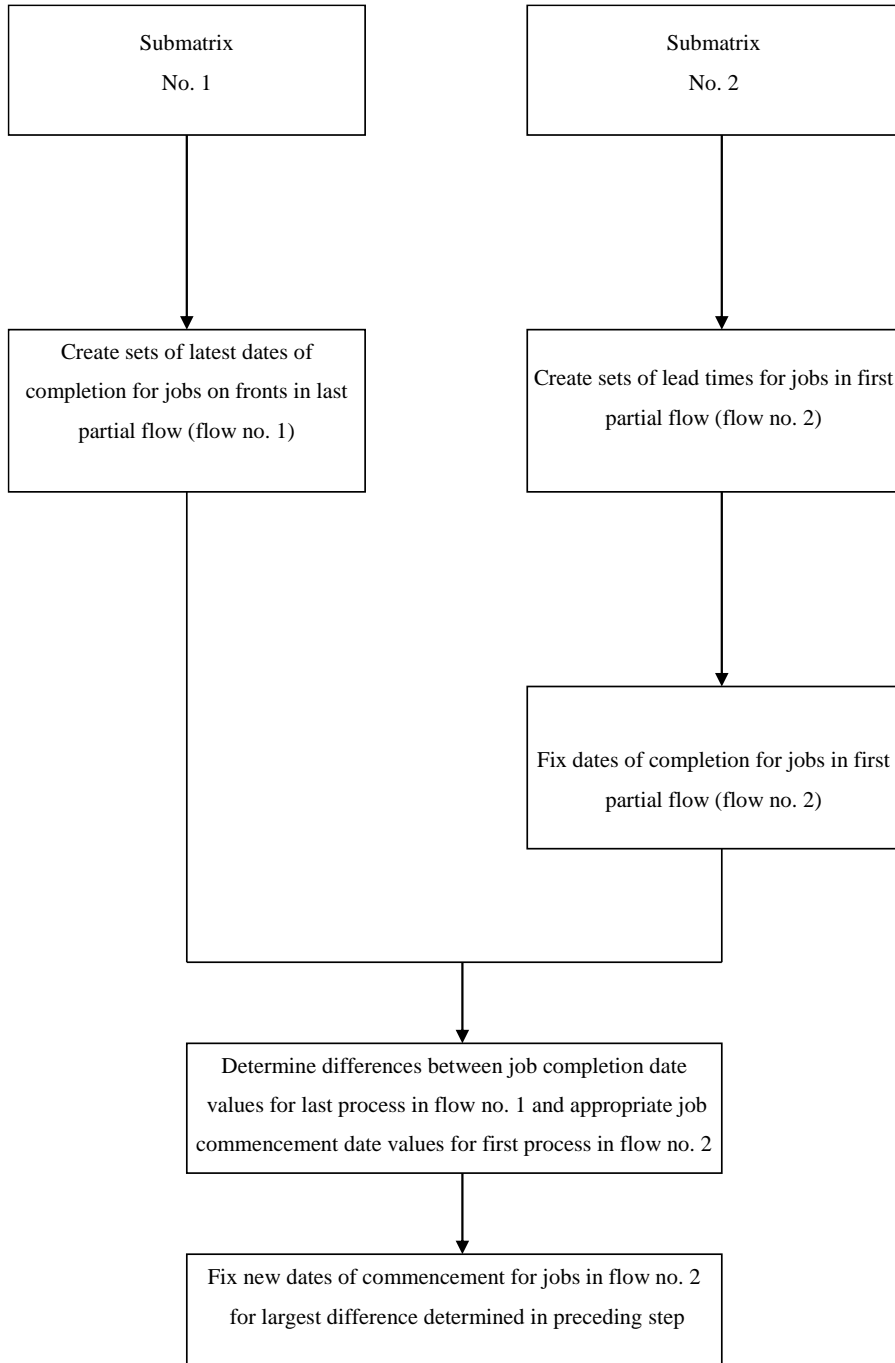 Submatrix
No. 1
Submatrix
No. 2
Create sets of latest dates of
completion for jobs on fronts in last
partial flow (flow no. 1)
Create sets of lead times for jobs in first
partial flow (flow no. 2)
Fix dates of completion for jobs in first
partial flow (flow no. 2)
Determine differences between job completion date
values for last process in flow no. 1 and appropriate job
commencement date values for first process in flow no. 2
Fix new dates of commencement for jobs in flow no. 2
for largest difference determined in preceding step